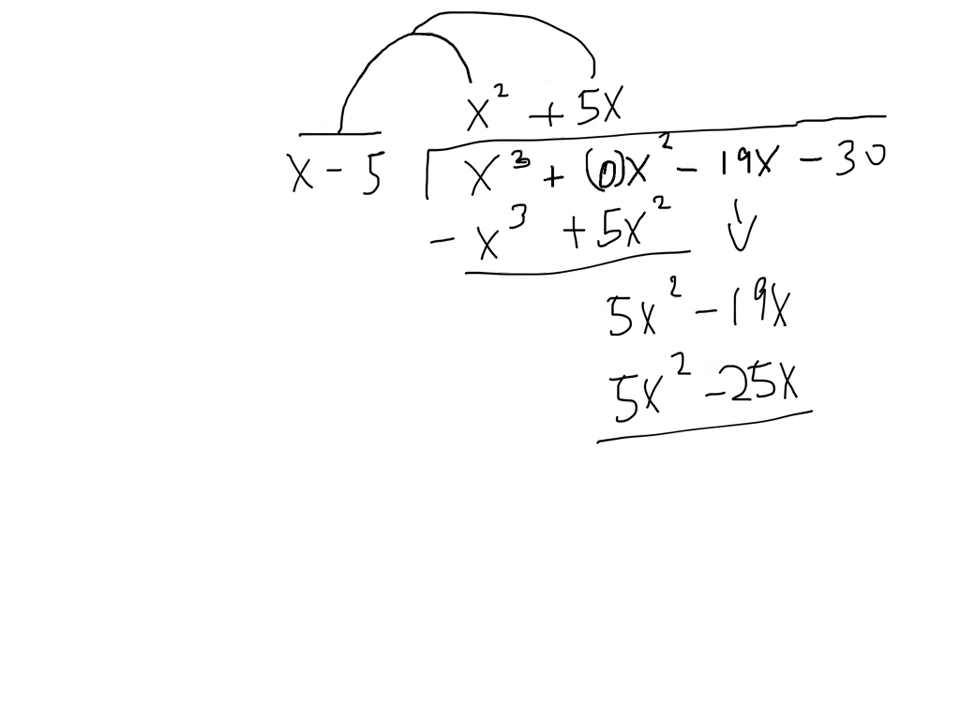 x² + 5x
x - 5 x³ + (0)x² - 19x - 30
- x³ + 5x²
5x² - 19x
5x² - 25x